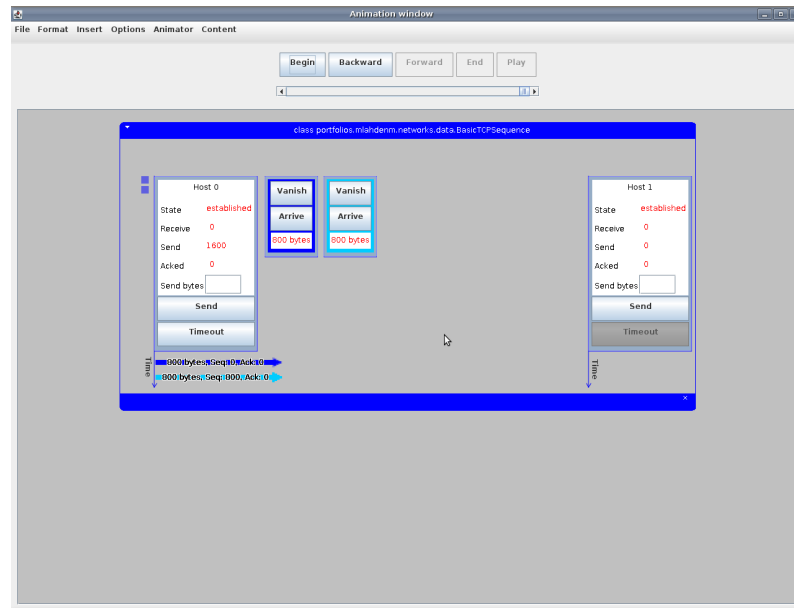 Animation window
File Format Insert Options Animator Content
Begin Backward Forward End Play
class portfolios.mlahdenm.networks.data.BasicTCPSequence
Host 0
State established
Receive 0
Send 1600
Acked 0
Send bytes
Send
Timeout
Vanish
Arrive
800 bytes
Vanish
Arrive
800 bytes
Host 1
State established
Receive 0
Send 0
Acked 0
Send bytes
Send
Timeout
Time
800 bytes, Seq: 0, Ack: 0
800 bytes, Seq: 800, Ack: 0
Time